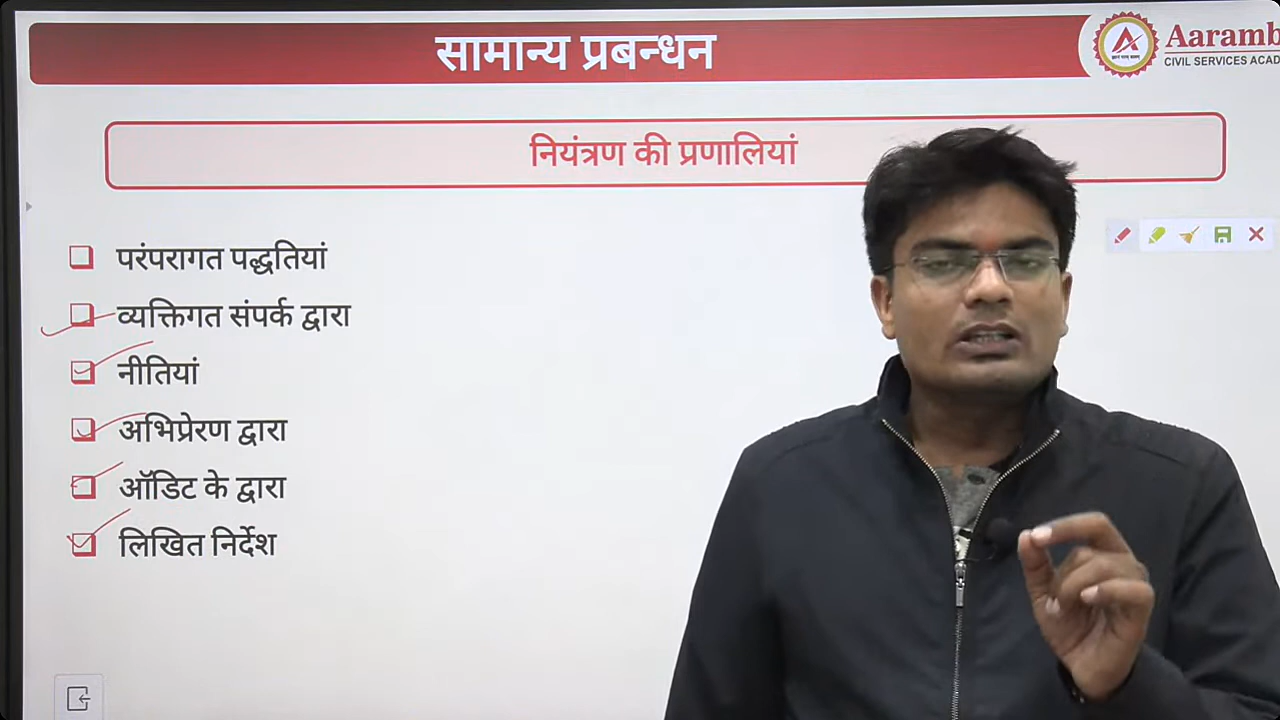 सामान्य प्रबन्धन
Aaramb
CIVIL SERVICES ACAD
नियंत्रण की प्रणालियां
परंपरागत पद्धतियां
व्यक्तिगत संपर्क द्वारा
नीतियां
अभिप्रेरण द्वारा
ऑडिट के द्वारा
लिखित निर्देश